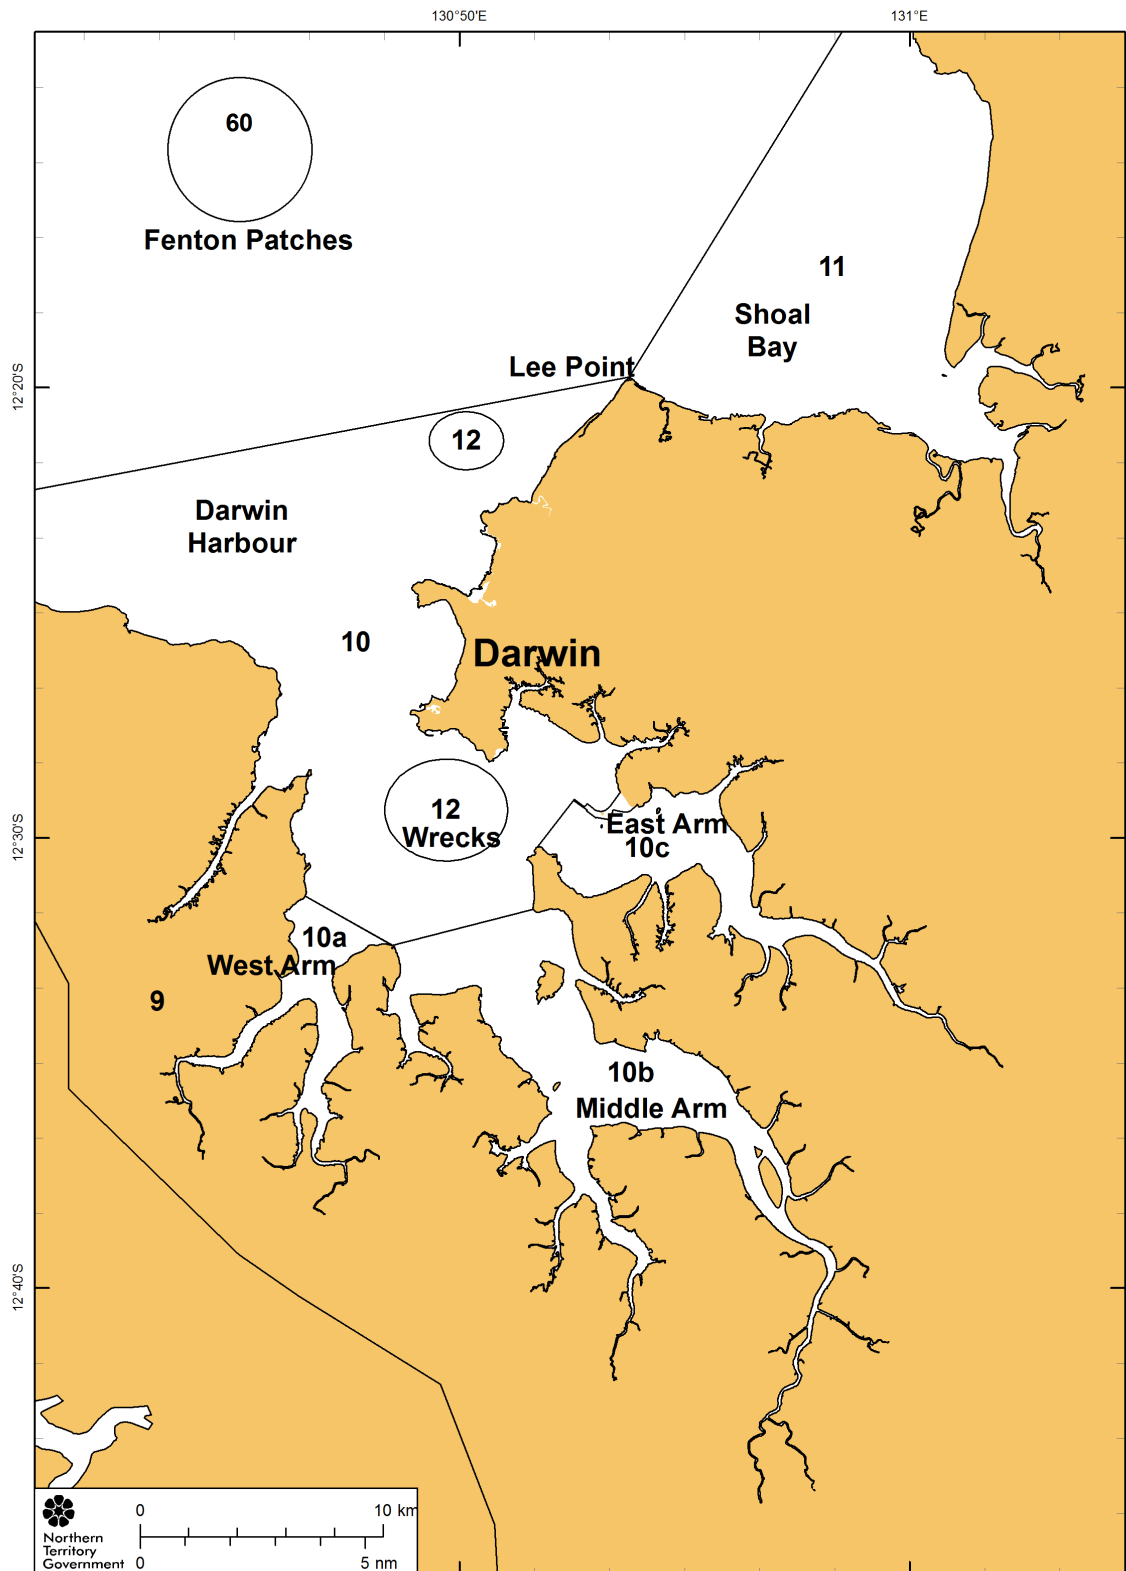 130°50'E
131°E
60
Fenton Patches
11
Shoal
Bay
Lee Point
12°20'S
12
Darwin
Harbour
10
Darwin
12
Wrecks
East Arm
10c
12°30'S
10a
West Arm
9
10b
Middle Arm
12°40'S
0
10 km
Northern
Territory
Government
0
5 nm